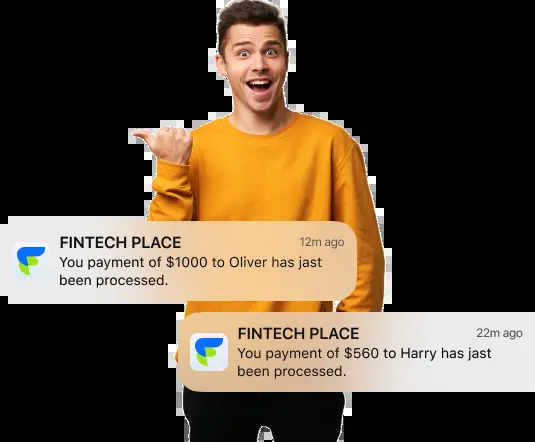 FINTECH PLACE 12m ago
You payment of $1000 to Oliver has jast
been processed.
FINTECH PLACE 22m ago
You payment of $560 to Harry has jast
been processed.